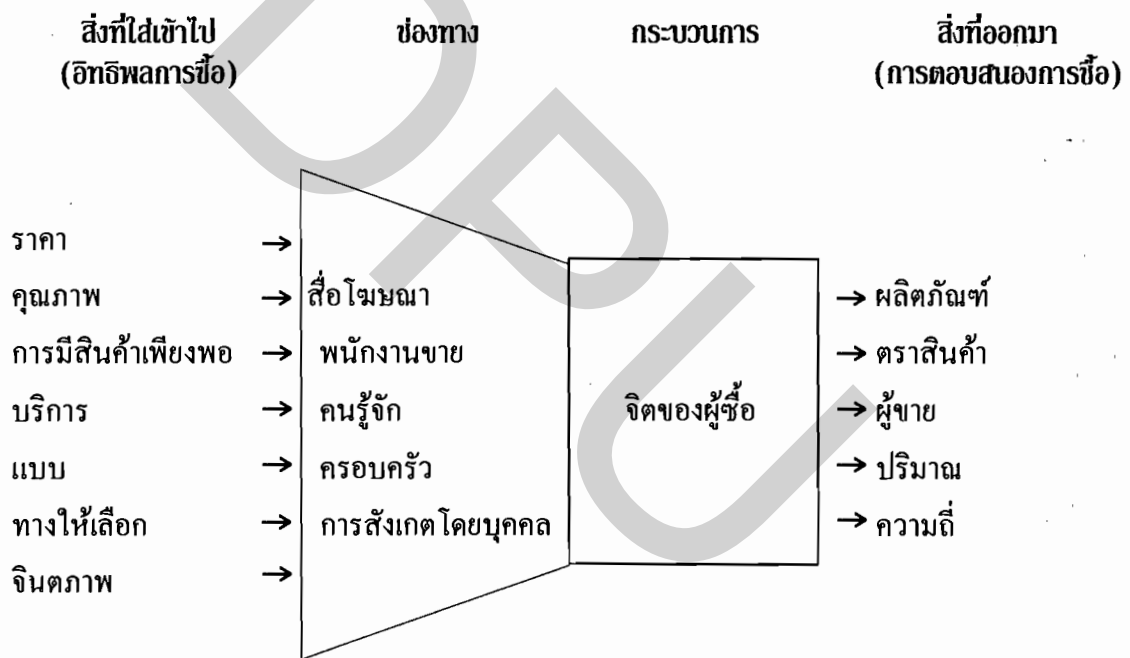 สิ่งที่ใส่เข้าไป ช่องทาง กระบวนการ สิ่งที่ออกมา
(อิทธิพลการซื้อ) (การตอบสนองการซื้อ)
ราคา →
คุณภาพ → สื่อโฆษณา → ผลิตภัณฑ์
การมีสินค้าเพียงพอ → พนักงานขาย → ตราสินค้า
บริการ → คนรู้จัก จิตของผู้ซื้อ → ผู้ขาย
แบบ → ครอบครัว → ปริมาณ
ทางให้เลือก → การสังเกตโดยบุคคล → ความถี่
จินตภาพ →
DPU